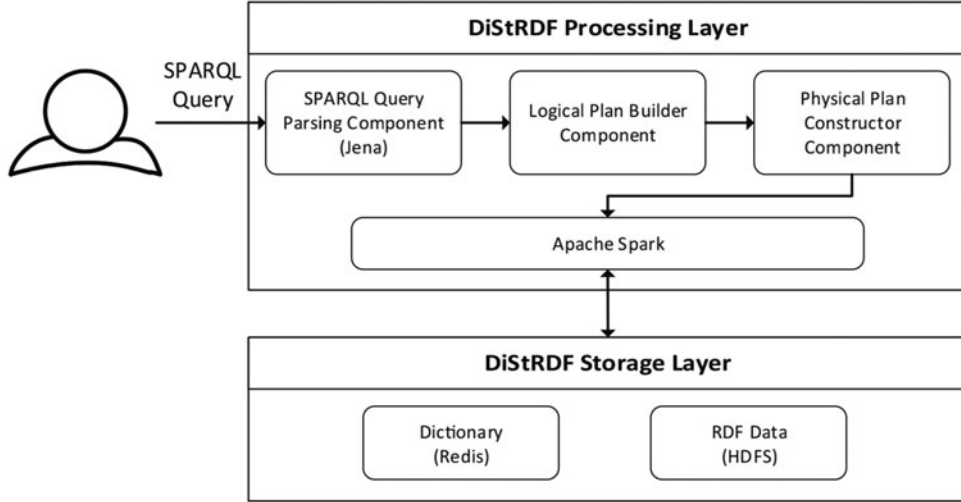 DiStRDF Processing Layer
SPARQL
Query
SPARQL Query
Parsing Component
(Jena)
Logical Plan Builder
Component
Physical Plan
Constructor
Component
Apache Spark
DiStRDF Storage Layer
Dictionary
(Redis)
RDF Data
(HDFS)